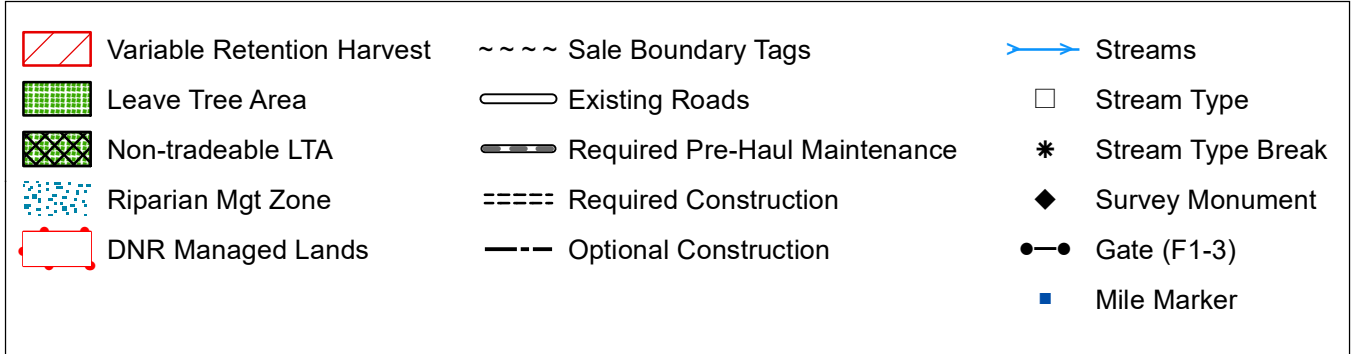 Variable Retention Harvest
Leave Tree Area
Non-tradeable LTA
Riparian Mgt Zone
DNR Managed Lands
Sale Boundary Tags
Existing Roads
Required Pre-Haul Maintenance
Required Construction
Optional Construction
Streams
Stream Type
Stream Type Break
Survey Monument
Gate (F1-3)
Mile Marker